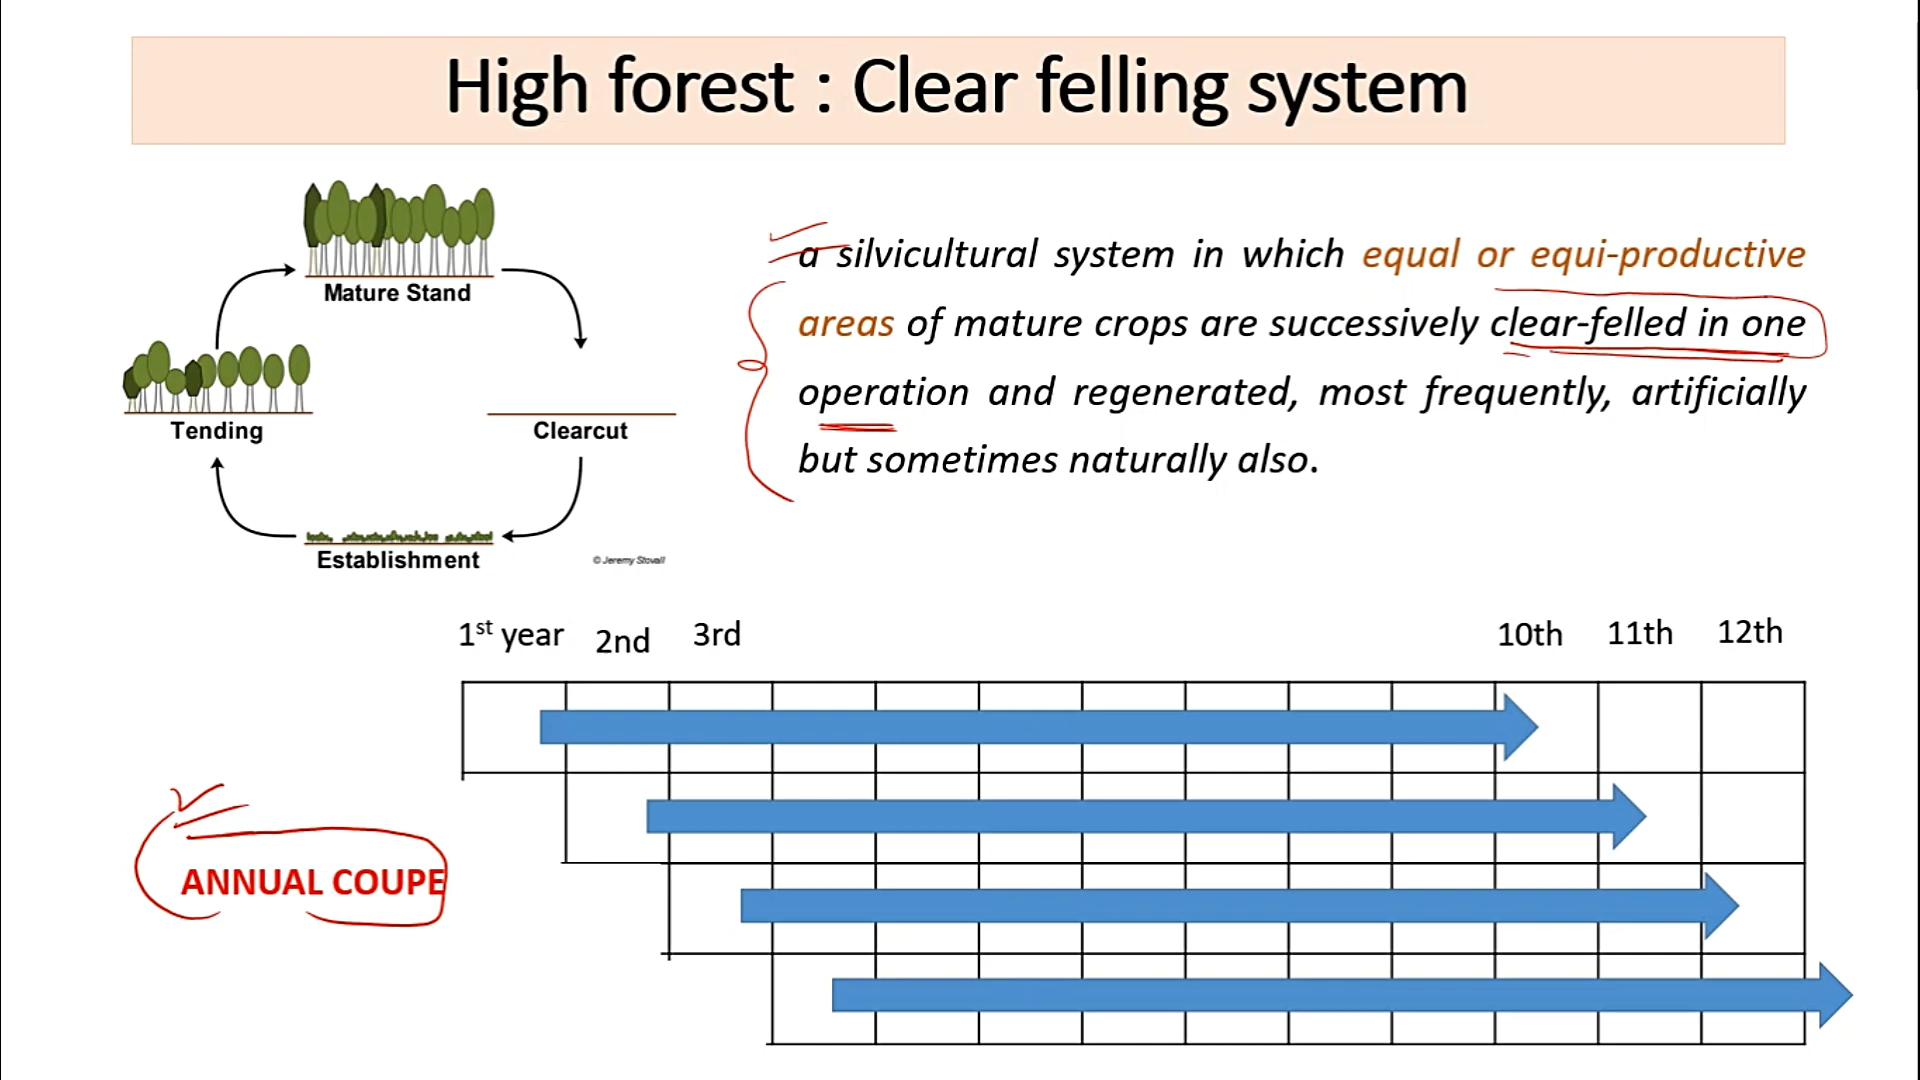 High forest : Clear felling system
Mature Stand
Tending
Clearcut
Establishment
© Jeremy Stovall
a silvicultural system in which equal or equi-productive
areas of mature crops are successively clear-felled in one
operation and regenerated, most frequently, artificially
but sometimes naturally also.
1st year 2nd 3rd 10th 11th 12th
ANNUAL COUPE